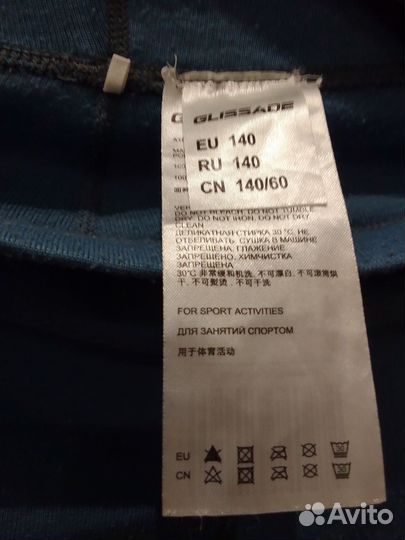 GLISSADE
EU 140
RU 140
CN 140/60
DO NOT BLEACH, DO NOT TUMBLE
DRY, DO NOT IRON, DO NOT DRY
CLEAN
ДЕЛИКАТНАЯ СТИРКА 30 °C, НЕ
ОТБЕЛИВАТЬ, СУШКА В МАШИНЕ
ЗАПРЕЩЕНА, ГЛАЖЕНИЕ
ЗАПРЕЩЕНО, ХИМЧИСТКА
ЗАПРЕЩЕНА
30°C 非常缓和机洗, 不可漂白, 不可滚筒烘
干, 不可熨烫, 不可干洗
FOR SPORT ACTIVITIES
ДЛЯ ЗАНЯТИЙ СПОРТОМ
用于体育活动
EU
CN
Avito